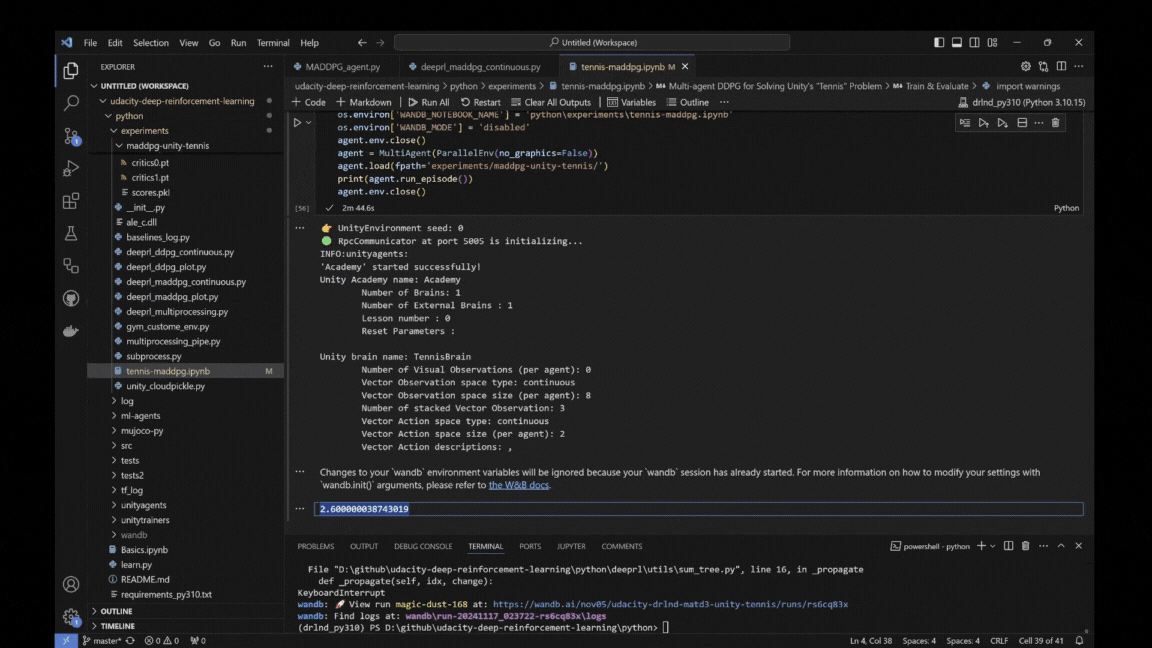 File Edit Selection View Go Run Terminal Help
Untitled (Workspace)
EXPLORER
UNTITLED (WORKSPACE)
udacity-deep-reinforcement-learning
python
experiments
maddpg-unity-tennis
critics0.pt
critics1.pt
scores.pkl
__init__.py
ale_c.dll
baselines_log.py
deeprl_ddpg_continuous.py
deeprl_ddpg_plot.py
deeprl_maddpg_continuous.py
deeprl_maddpg_plot.py
deeprl_multiprocessing.py
gym_custome_env.py
multiprocessing_pipe.py
subprocess.py
tennis-maddpg.ipynb M
unity_cloudpickle.py
log
ml-agents
mujoco-py
src
tests
tests2
tf_log
unityagents
unitytrainers
wandb
Basics.ipynb
learn.py
README.md
requirements_py310.txt
OUTLINE
TIMELINE
MADDPG_agent.py deeprl_maddpg_continuous.py tennis-maddpg.ipynb M
udacity-deep-reinforcement-learning > python > experiments > tennis-maddpg.ipynb > Multi-agent DDPG for Solving Unity's "Tennis" Problem > Train & Evaluate > import warnings
+ Code + Markdown Run All Restart Clear All Outputs Variables Outline ... drlnd_py310 (Python 3.10.15)
os.environ['WANDB_NOTEBOOK_NAME'] = 'python\experiments\tennis-maddpg.ipynb'
os.environ['WANDB_MODE'] = 'disabled'
agent.env.close()
agent = MultiAgent(ParallelEnv(no_graphics=False))
agent.load(fpath='experiments/maddpg-unity-tennis/')
print(agent.run_episode())
agent.env.close()
[56] 2m 44.6s Python
👉 UnityEnvironment seed: 0
🟢 RpcCommunicator at port 5005 is initializing...
INFO:unityagents:
'Academy' started successfully!
Unity Academy name: Academy
Number of Brains: 1
Number of External Brains : 1
Lesson number : 0
Reset Parameters :
Unity brain name: TennisBrain
Number of Visual Observations (per agent): 0
Vector Observation space type: continuous
Vector Observation space size (per agent): 8
Number of stacked Vector Observation: 3
Vector Action space type: continuous
Vector Action space size (per agent): 2
Vector Action descriptions: ,
Changes to your `wandb` environment variables will be ignored because your `wandb` session has already started. For more information on how to modify your settings with
`wandb.init()` arguments, please refer to the W&B docs.
2.600000038743019
PROBLEMS OUTPUT DEBUG CONSOLE TERMINAL PORTS JUPYTER COMMENTS powershell - python
File "D:\github\udacity-deep-reinforcement-learning\python\deeprl\utils\sum_tree.py", line 16, in _propagate
def _propagate(self, idx, change):
KeyboardInterrupt
wandb: 🚀 View run magic-dust-168 at: https://wandb.ai/nov05/udacity-drlnd-matd3-unity-tennis/runs/rs6cq83x
wandb: Find logs at: wandb\run-20241117_023722-rs6cq83x\logs
(drlnd_py310) PS D:\github\udacity-deep-reinforcement-learning\python>
master* 0 0 0 Ln 4, Col 38 Spaces: 4 Spaces: 4 CRLF Cell 39 of 41